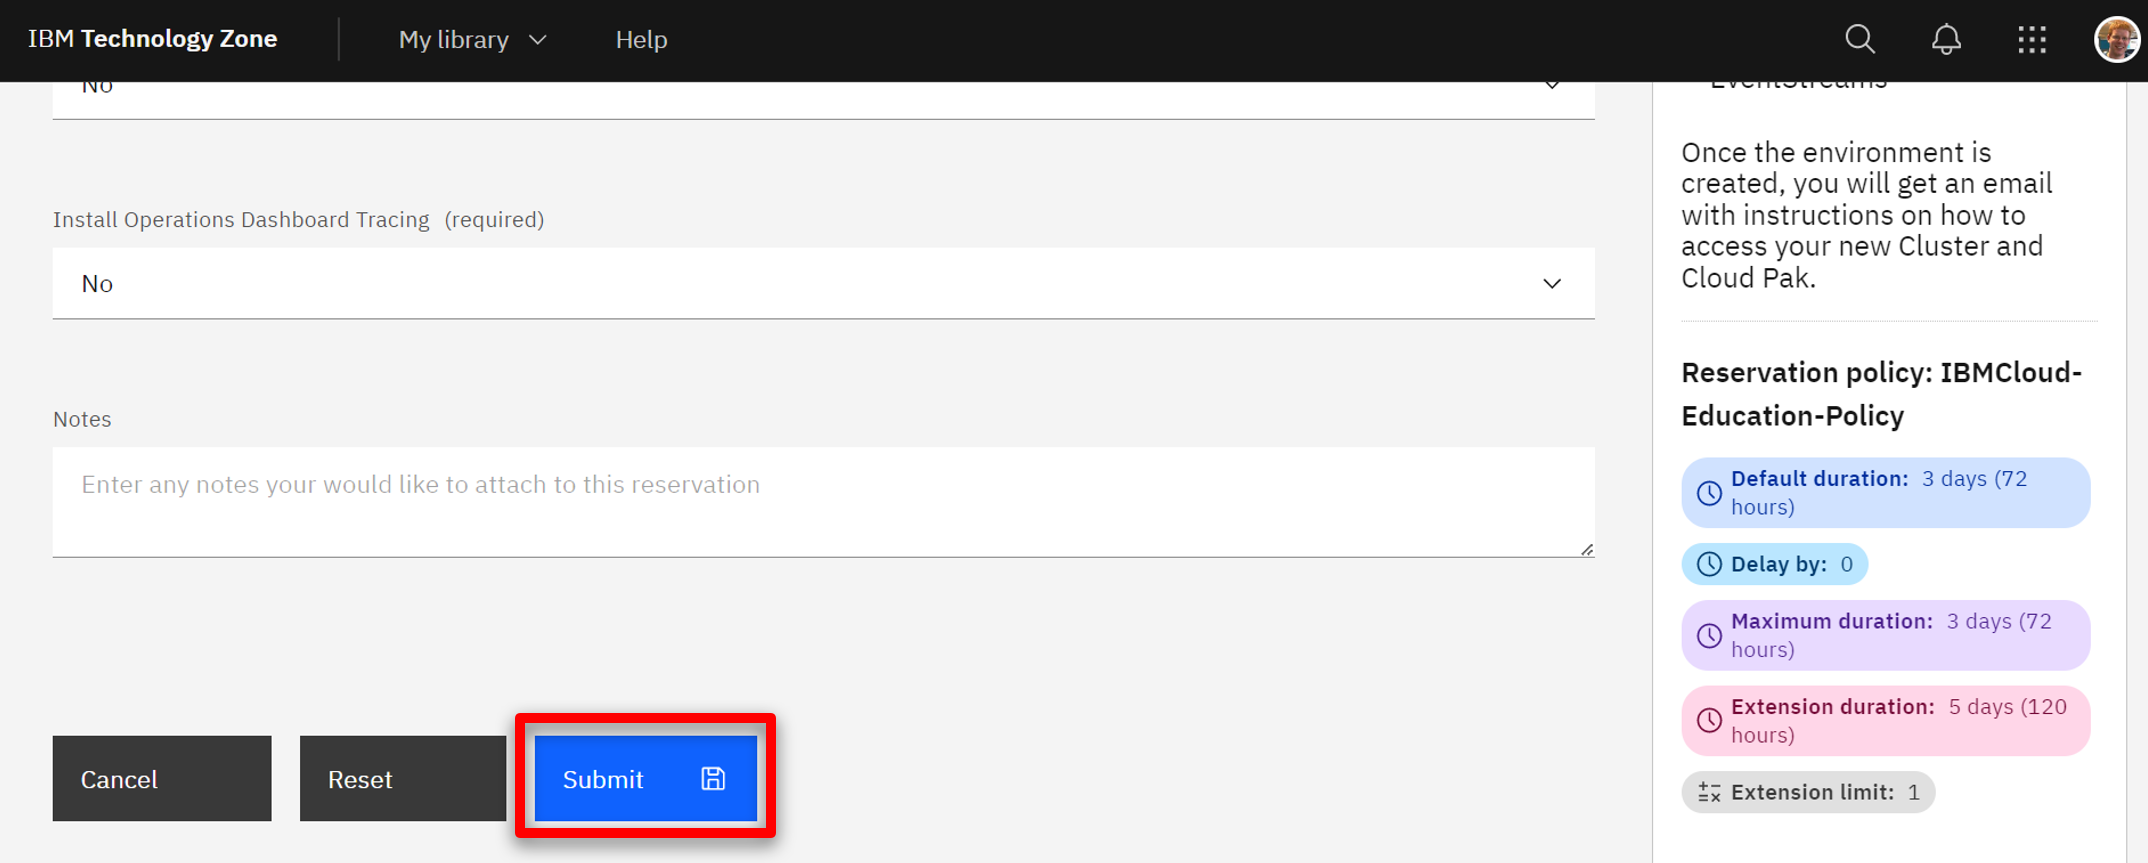 IBM Technology Zone
My library
Help
No
Install Operations Dashboard Tracing (required)
No
Notes
Enter any notes your would like to attach to this reservation
Cancel
Reset
Submit
EventStreams
Once the environment is
created, you will get an email
with instructions on how to
access your new Cluster and
Cloud Pak.
Reservation policy: IBMCloud-
Education-Policy
Default duration: 3 days (72
hours)
Delay by: 0
Maximum duration: 3 days (72
hours)
Extension duration: 5 days (120
hours)
Extension limit: 1